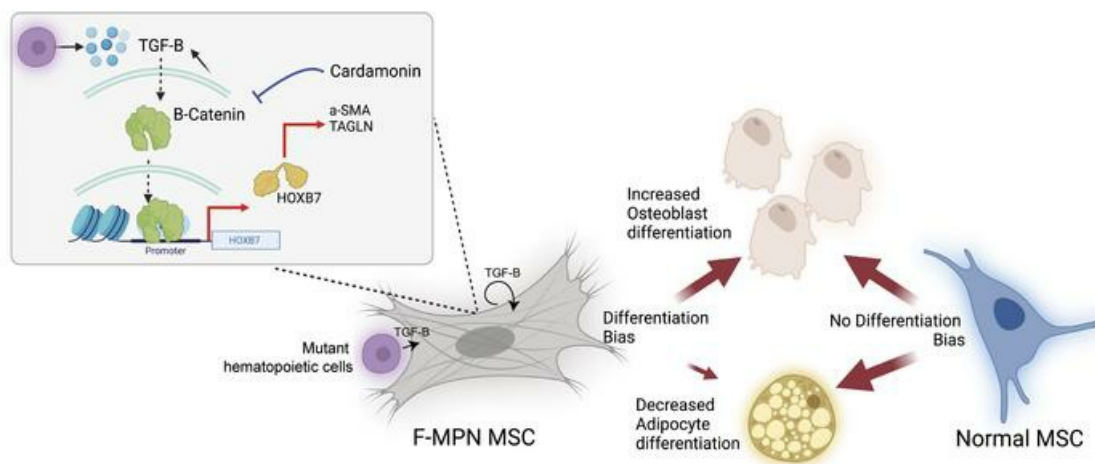 TGF-B
Cardamonin
B-Catenin
a-SMA
TAGLN
HOXB7
HOXB7
Promoter
Increased
Osteoblast
differentiation
TGF-B
TGF-B
Mutant
hematopoietic cells
Differentiation
Bias
No Differentiation
Bias
Decreased
Adipocyte
differentiation
F-MPN MSC
Normal MSC